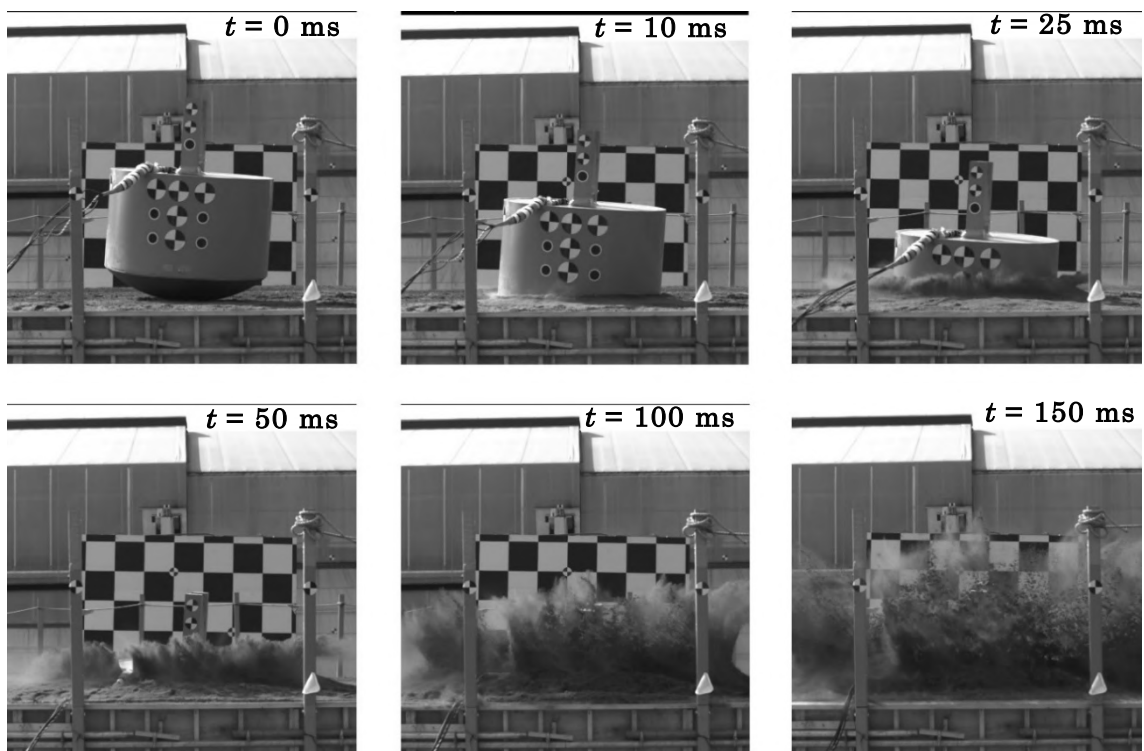 t = 0 ms
t = 10 ms
t = 25 ms
t = 50 ms
t = 100 ms
t = 150 ms